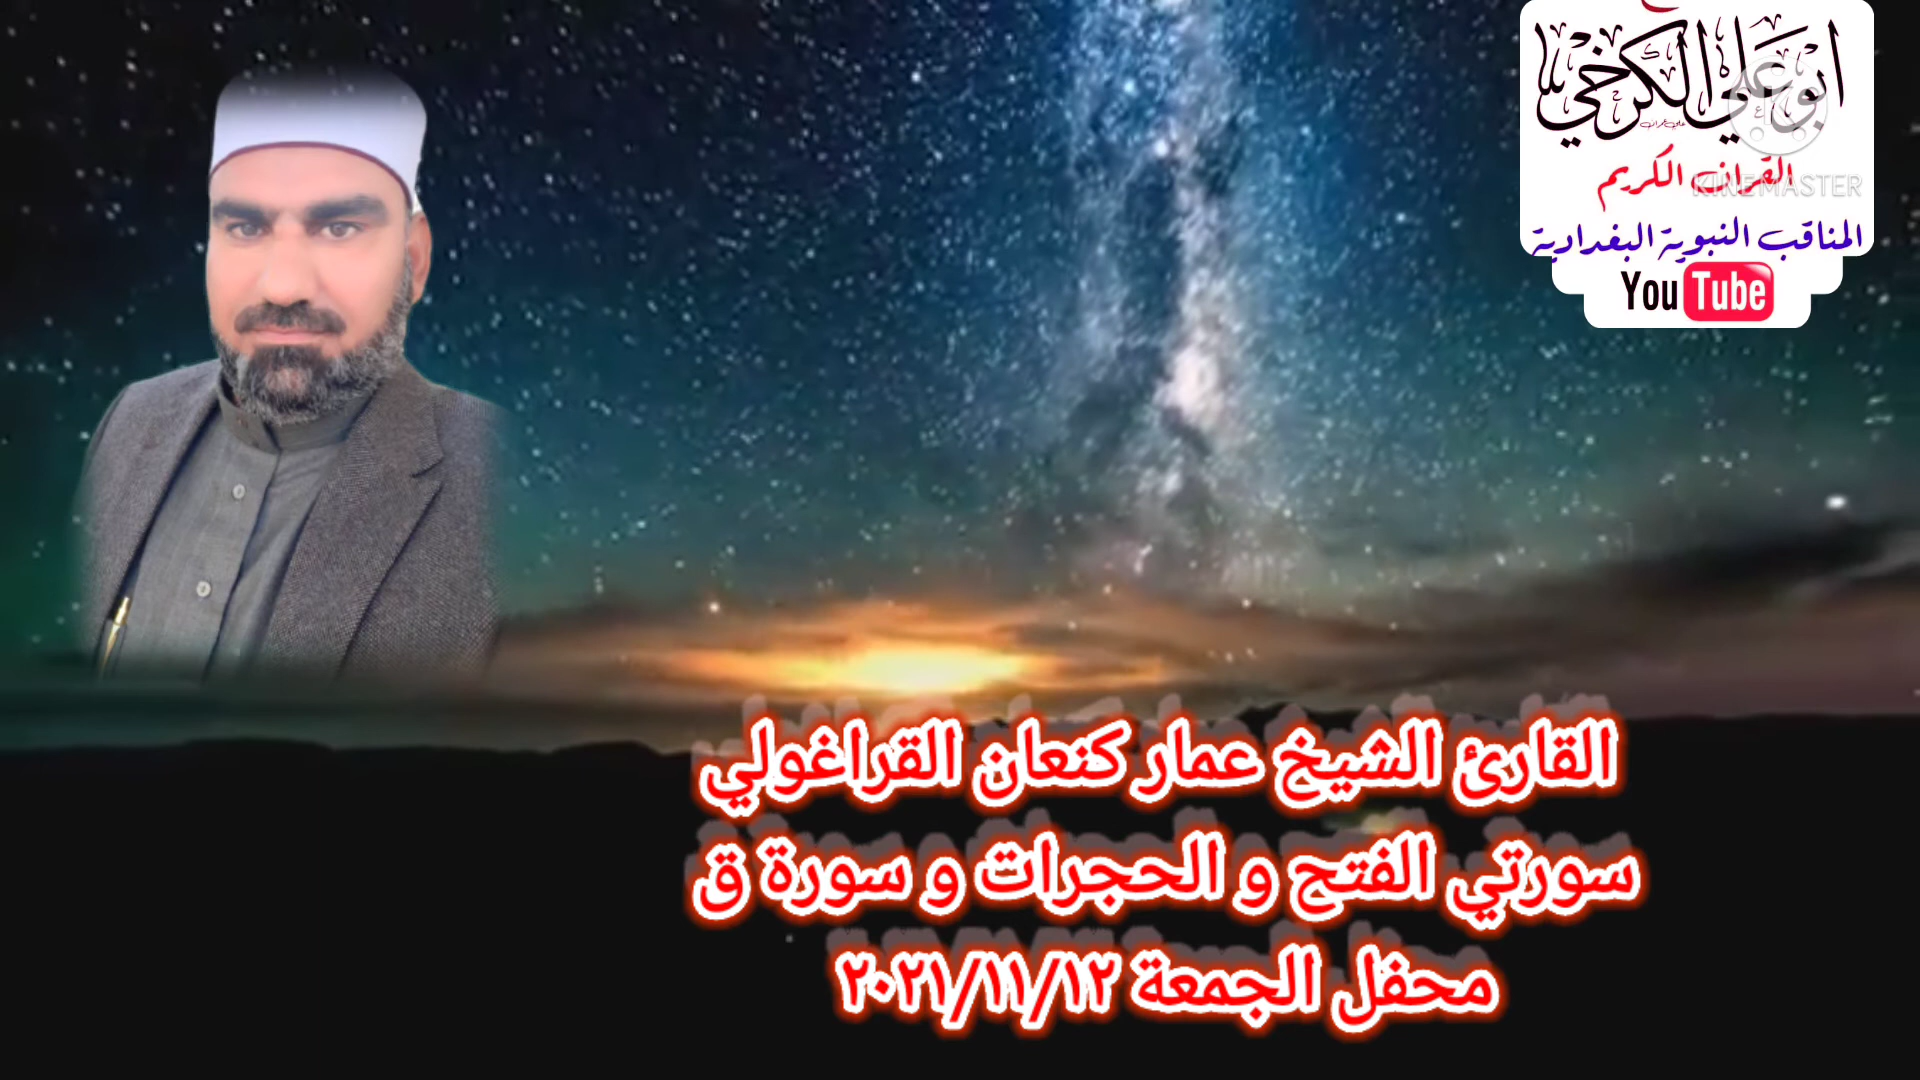 ابو علي الكرخي
القران الكريم
KINEMASTER
المناقب النبوية البغدادية
YouTube
القارئ الشيخ عمار كنعان القراغولي
سورتي الفتح و الحجرات و سورة ق
محفل الجمعة ٢٠٢١/١١/١٢